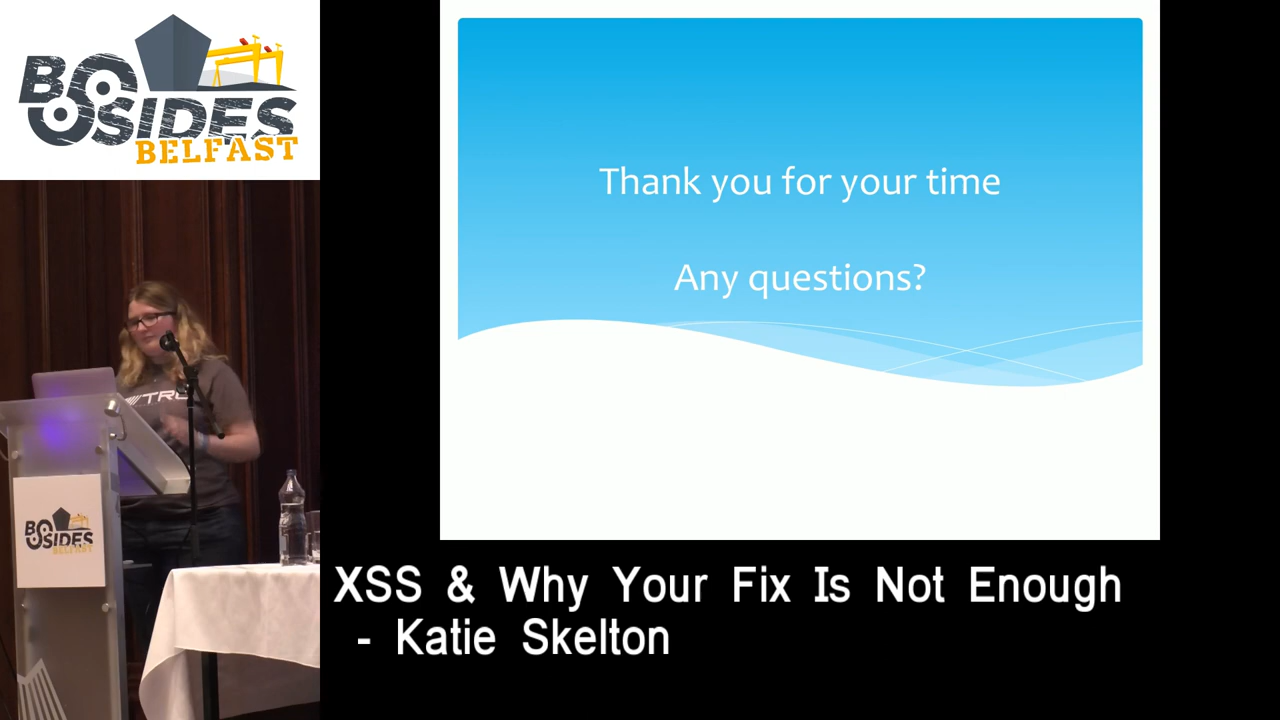 BSIDES
BELFAST
Thank you for your time
Any questions?
BSIDES
BELFAST
XSS & Why Your Fix Is Not Enough
- Katie Skelton